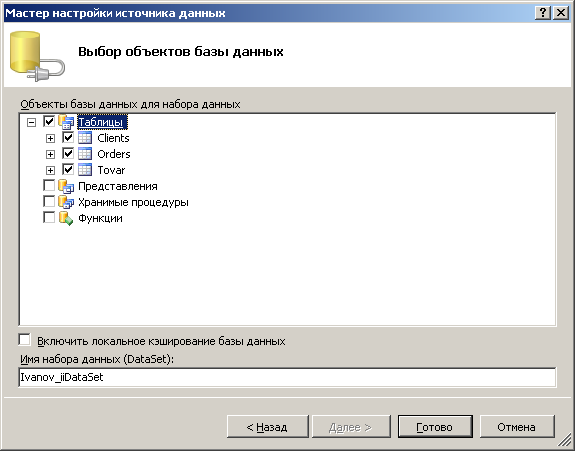 Мастер настройки источника данных
Выбор объектов базы данных
Объекты базы данных для набора данных
Таблицы
Clients
Orders
Tovar
Представления
Хранимые процедуры
Функции
Включить локальное кэширование базы данных
Имя набора данных (DataSet):
Ivanov_iiDataSet
< Назад Далее > Готово Отмена